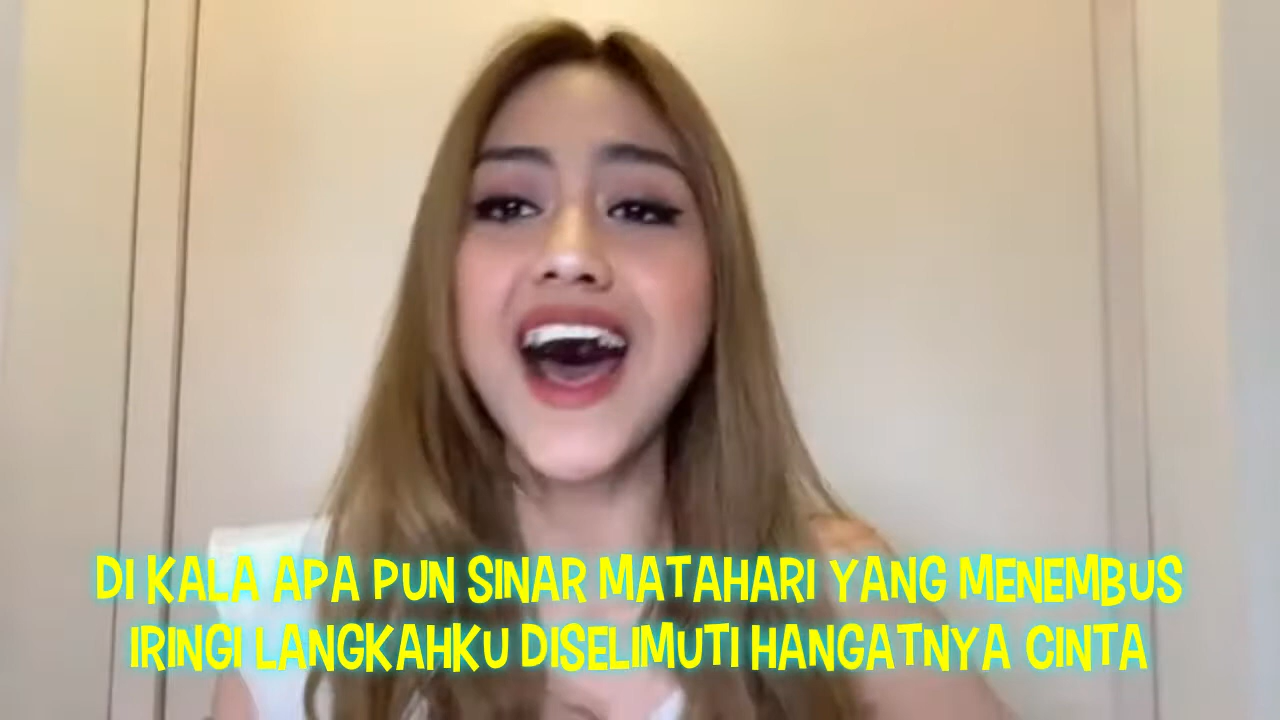 DI KALA APA PUN SINAR MATAHARI YANG MENEMBUS
IRINGI LANGKAHKU DISELIMUTI HANGATNYA CINTA